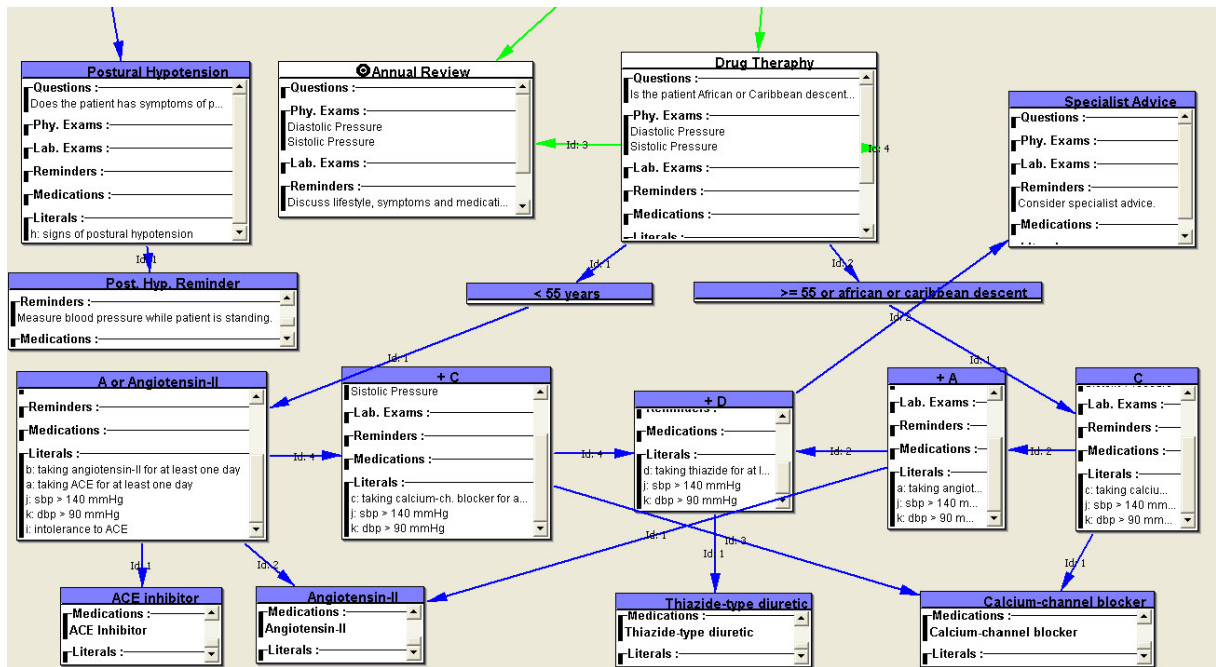 Postural Hypotension
Questions :
Does the patient has symptoms of p...
Phy. Exams :
Lab. Exams :
Reminders :
Medications :
Literals :
h: signs of postural hypotension
Annual Review
Questions :
Phy. Exams :
Diastolic Pressure
Sistolic Pressure
Lab. Exams :
Reminders :
Discuss lifestyle, symptoms and medicati...
Id: 3
Drug Theraphy
Questions :
Is the patient African or Caribbean descent...
Phy. Exams :
Diastolic Pressure
Sistolic Pressure
Lab. Exams :
Reminders :
Medications :
Literals :
Id: 4
Specialist Advice
Questions :
Phy. Exams :
Lab. Exams :
Reminders :
Consider specialist advice.
Medications :
Id: 1
Id: 1
Id: 2
Post. Hyp. Reminder
Reminders :
Measure blood pressure while patient is standing.
Medications :
< 55 years
>= 55 or african or caribbean descent
Id: 2
Id: 1
Id: 1
A or Angiotensin-II
Reminders :
Medications :
Literals :
b: taking angiotensin-II for at least one day
a: taking ACE for at least one day
j: sbp > 140 mmHg
k: dbp > 90 mmHg
i: intolerance to ACE
Id: 4
+ C
Sistolic Pressure
Lab. Exams :
Reminders :
Medications :
Literals :
c: taking calcium-ch. blocker for a...
j: sbp > 140 mmHg
k: dbp > 90 mmHg
Id: 4
+ D
Reminders :
Medications :
Literals :
d: taking thiazide for at l...
j: sbp > 140 mmHg
k: dbp > 90 mmHg
Id: 2
+ A
Lab. Exams :
Reminders :
Medications :
Literals :
a: taking angiot...
j: sbp > 140 m...
k: dbp > 90 m...
Id: 2
C
Lab. Exams :
Reminders :
Medications :
Literals :
c: taking calciu...
j: sbp > 140 mm...
k: dbp > 90 mm...
Id: 1
Id: 2
Id: 1
Id: 1
Id: 3
Id: 1
ACE inhibitor
Medications :
ACE Inhibitor
Literals :
Angiotensin-II
Medications :
Angiotensin-II
Literals :
Thiazide-type diuretic
Medications :
Thiazide-type diuretic
Literals :
Calcium-channel blocker
Medications :
Calcium-channel blocker
Literals :